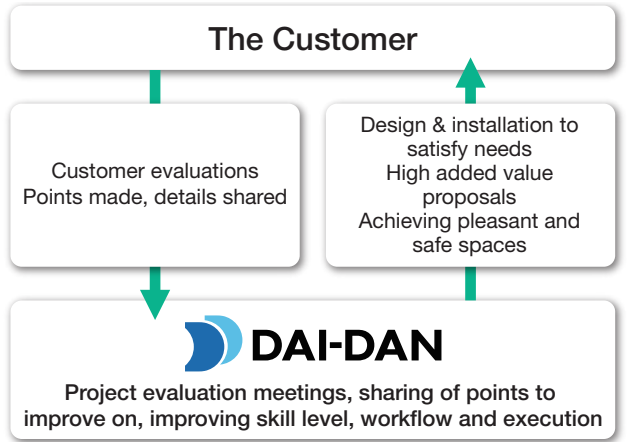 The Customer
Customer evaluations
Points made, details shared
Design & installation to
satisfy needs
High added value
proposals
Achieving pleasant and
safe spaces
DAI-DAN
Project evaluation meetings, sharing of points to
improve on, improving skill level, workflow and execution